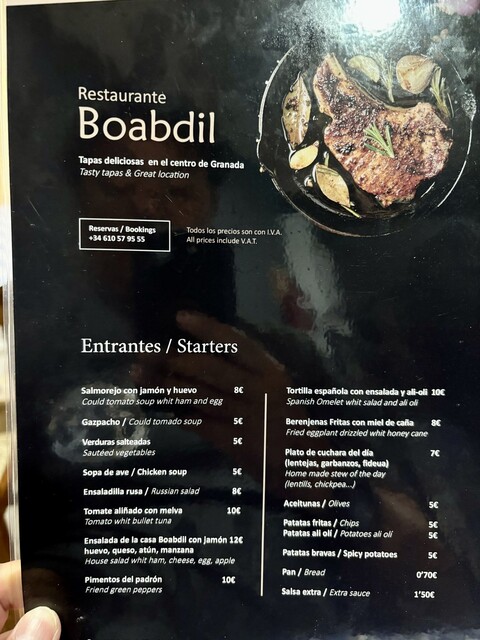 Restaurante
Boabdil
Tapas deliciosas en el centro de Granada
Tasty tapas & Great location
Reservas / Bookings
+34 610 57 95 55
Todos los precios son con I.V.A.
All prices include V.A.T.
Entrantes / Starters
Salmorejo con jamón y huevo 8€
Could tomato soup whit ham and egg
Gazpacho / Could tomado soup 5€
Verduras salteadas 5€
Sautéed vegetables
Sopa de ave / Chicken soup 5€
Ensaladilla rusa / Russian salad 8€
Tomate aliñado con melva 10€
Tomato whit bullet tuna
Ensalada de la casa Boabdil con jamón 12€
huevo, queso, atún, manzana
House salad whit ham, cheese, egg, apple
Pimentos del padrón 10€
Friend green peppers
Tortilla española con ensalada y ali-oli 10€
Spanish Omelet whit salad and ali oli
Berenjenas Fritas con miel de caña 8€
Fried eggplant drizzled whit honey cane
Plato de cuchara del día 7€
(lentejas, garbanzos, fideua)
Home made stew of the day
(lentills, chickpea...)
Aceitunas / Olives 5€
Patatas fritas / Chips 5€
Patatas ali olí / Potatoes ali olí 5€
Patatas bravas / Spicy potatoes 5€
Pan / Bread 0'70€
Salsa extra / Extra sauce 1'50€